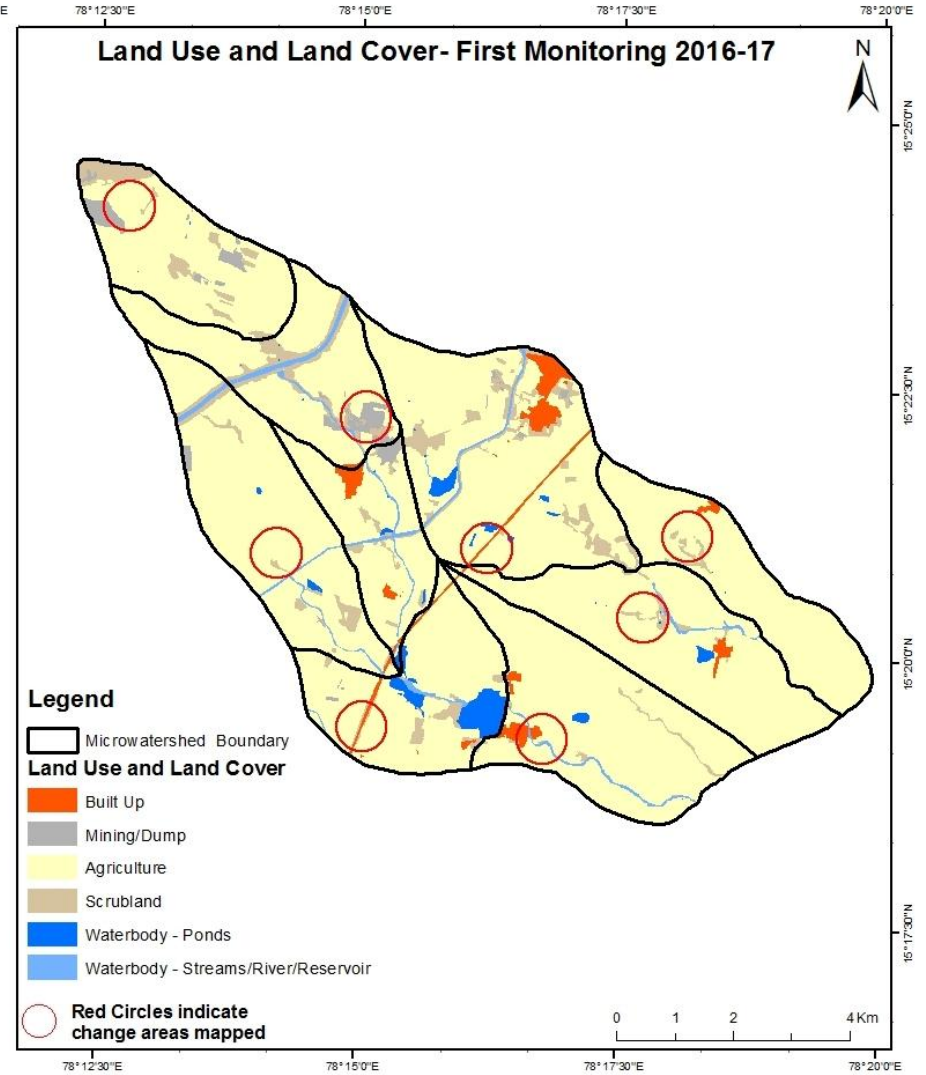 E
78°12'30"E
78°15'0"E
78°17'30"E
78°20'0"E
Land Use and Land Cover- First Monitoring 2016-17
N
15°25'0"N
15°22'30"N
15°20'0"N
15°17'30"N
Legend
Microwatershed Boundary
Land Use and Land Cover
Built Up
Mining/Dump
Agriculture
Scrubland
Waterbody - Ponds
Waterbody - Streams/River/Reservoir
Red Circles indicate
change areas mapped
0 1 2 4 Km
78°12'30"E
78°15'0"E
78°17'30"E
78°20'0"E